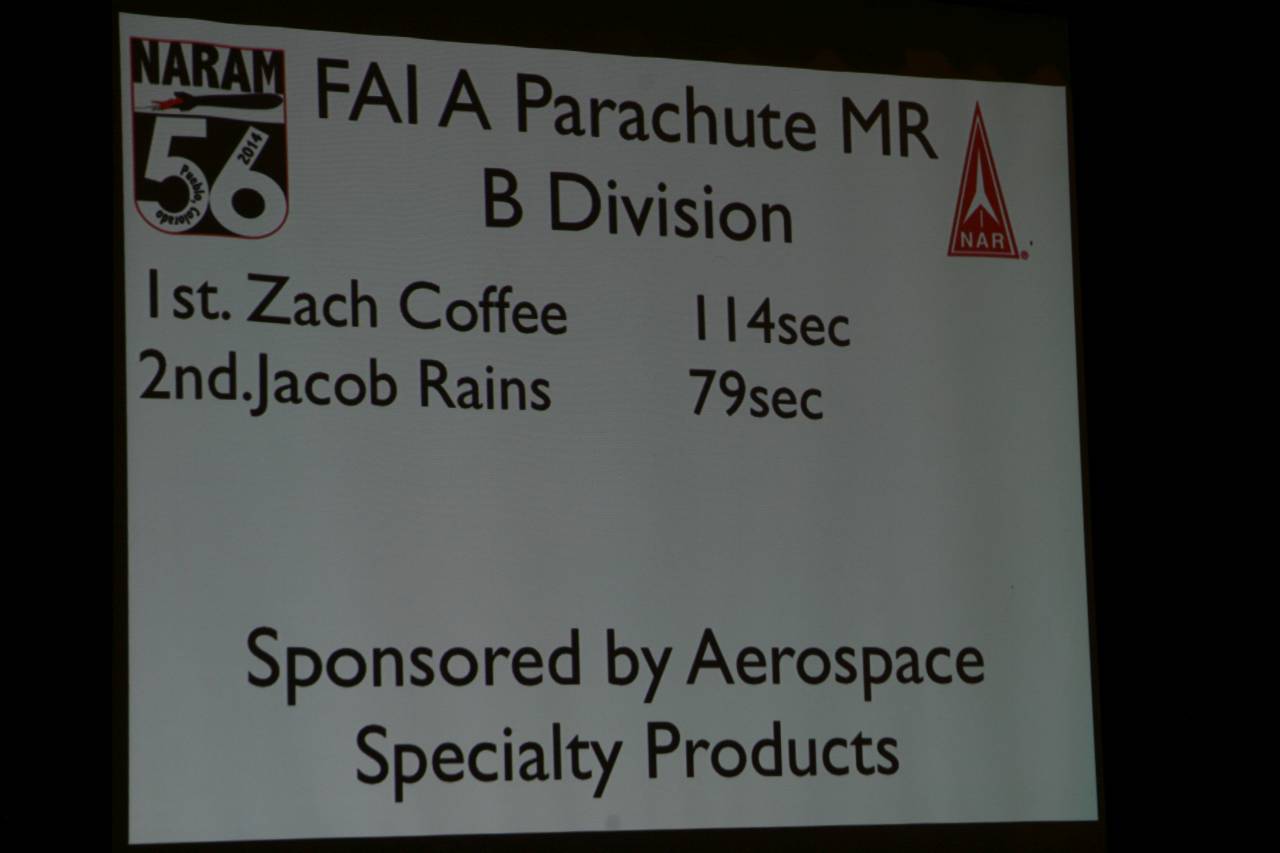 NARAM
56
2014
Pueblo, Colorado
FAI A Parachute MR
B Division
NAR
1st. Zach Coffee 114sec
2nd. Jacob Rains 79sec
Sponsored by Aerospace
Specialty Products